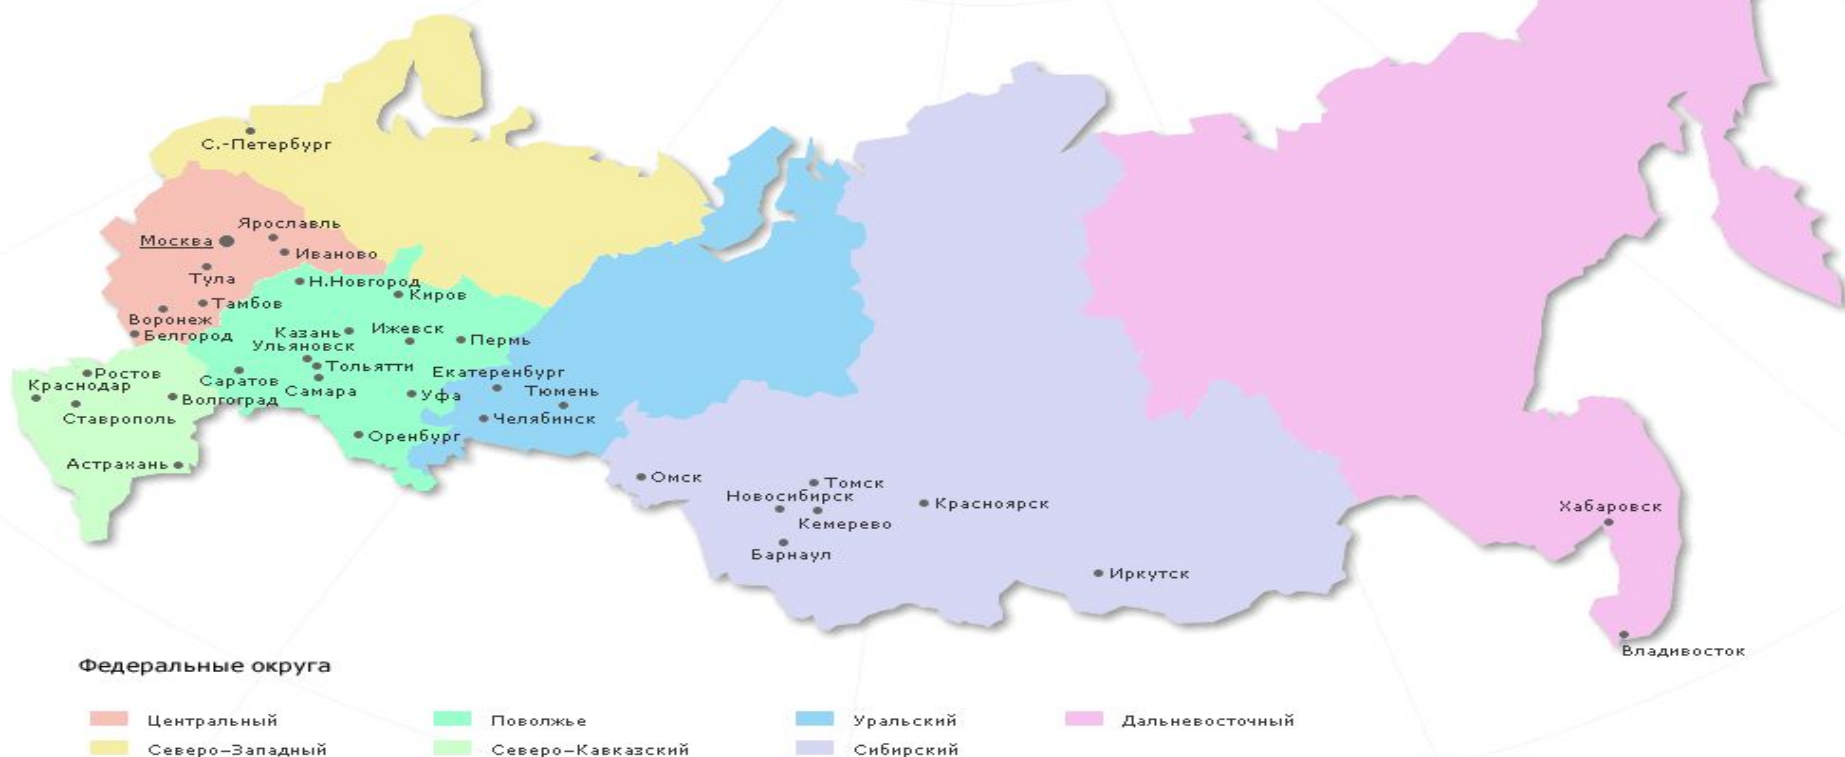 С.-Петербург
Ярославль
Москва
Иваново
Тула
Н.Новгород
Киров
Тамбов
Воронеж
Белгород
Казань
Ижевск
Пермь
Ульяновск
Тольятти
Екатеренбург
Ростов
Саратов
Самара
Уфа
Тюмень
Краснодар
Волгоград
Ставрополь
Челябинск
Оренбург
Астрахань
Омск
Томск
Новосибирск
Красноярск
Кемерево
Барнаул
Иркутск
Хабаровск
Владивосток
Федеральные округа
Центральный
Поволжье
Уральский
Дальневосточный
Северо-Западный
Северо-Кавказский
Сибирский